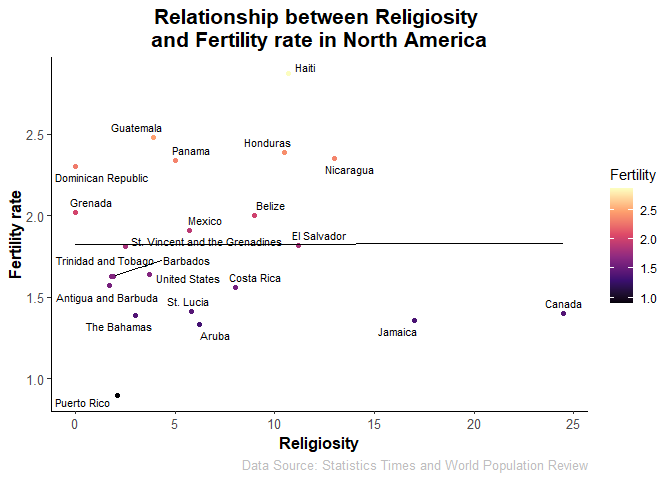 Relationship between Religiosity
and Fertility rate in North America
Haiti
Guatemala
Honduras
Panama
Nicaragua
Dominican Republic
Grenada
Belize
Mexico
El Salvador
St. Vincent and the Grenadines
Trinidad and Tobago
Barbados
United States
Costa Rica
Antigua and Barbuda
St. Lucia
Canada
The Bahamas
Aruba
Jamaica
Puerto Rico
Fertility rate
2.5
2.0
1.5
1.0
0
5
10
15
20
25
Religiosity
Fertility
2.5
2.0
1.5
1.0
Data Source: Statistics Times and World Population Review